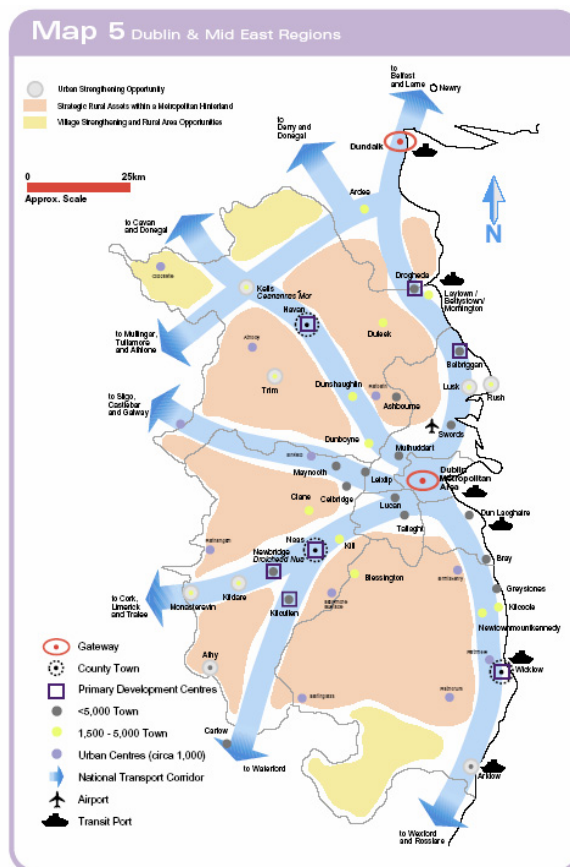 Map 5 Dublin & Mid East Regions
Urban Strengthening Opportunity
Strategic Rural Assets within a Metropolitan Hinterland
Village Strengthening and Rural Area Opportunities
0 25km
Approx. Scale
to
Belfast
and Larne
Newry
to
Derry and
Donegal
Dundalk
Ardee
N
to Cavan
and Donegal
Drogheda
Laytown /
Bettystown /
Mornington
Kells
Navan
Duleek
to Mullingar,
Tullamore
and Athlone
Athboy
Balbriggan
Trim
Dunshaughlin
Ratoath
Ashbourne
Lusk
Rush
to Sligo,
Castlebar
and Galway
Swords
Dunboyne
Mulhuddart
Dublin
Metropolitan
Area
Maynooth
Leixlip
Celbridge
Lucan
Clane
Tallaght
Dun Laoghaire
Naas
Kill
Newbridge
Bray
Blessington
Greystones
Kildare
Kilcoole
to Cork,
Limerick
and Tralee
Monasterevin
Kilcullen
Newtownmountkennedy
Athy
Wicklow
Carlow
to Waterford
Arklow
to Wexford
and Rosslare
Gateway
County Town
Primary Development Centres
<5,000 Town
1,500 - 5,000 Town
Urban Centres (circa 1,000)
National Transport Corridor
Airport
Transit Port